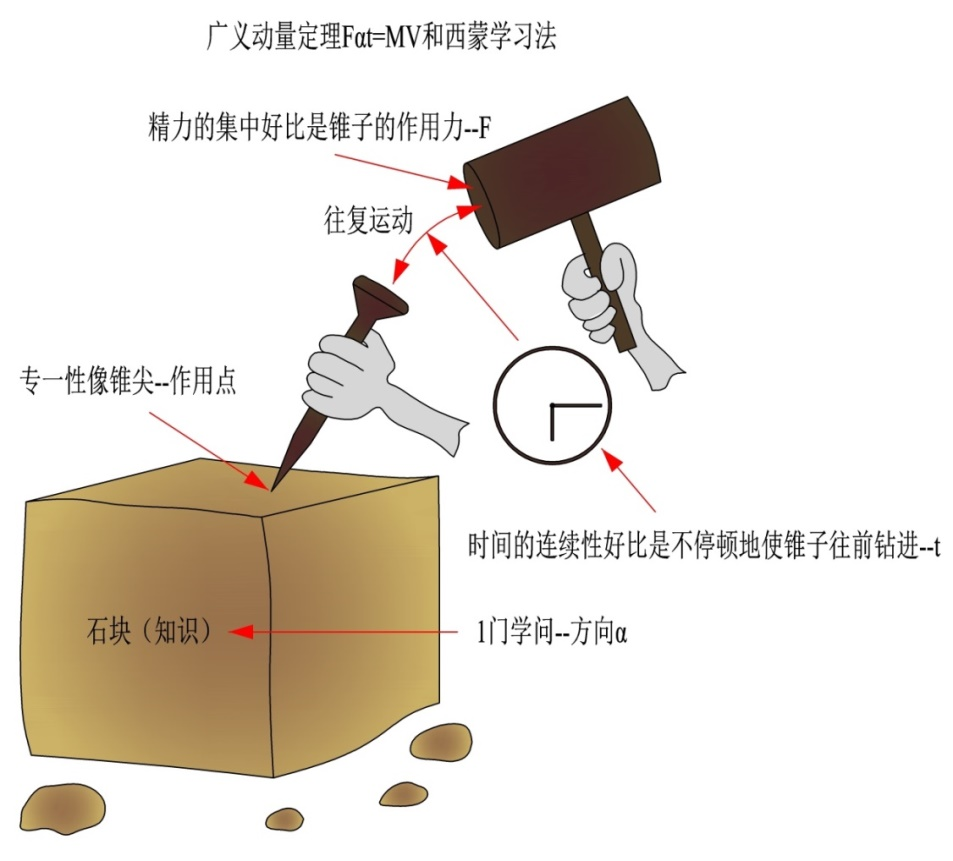 广义动量定理Fαt=MV和西蒙学习法
精力的集中好比是锥子的作用力--F
往复运动
专一性像锥尖--作用点
时间的连续性好比是不停顿地使锥子往前钻进--t
石块（知识）
1门学问--方向α